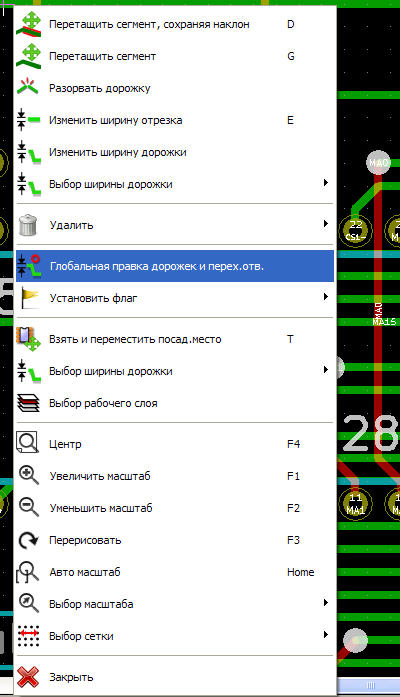 Перетащить сегмент, сохраняя наклон D
Перетащить сегмент G
Разорвать дорожку
Изменить ширину отрезка E
Изменить ширину дорожки
Выбор ширины дорожки
Удалить
Глобальная правка дорожек и перех.отв.
Установить флаг
Взять и переместить посад.место T
Выбор ширины дорожки
Выбор рабочего слоя
Центр F4
Увеличить масштаб F1
Уменьшить масштаб F2
Перерисовать F3
Авто масштаб Home
Выбор масштаба
Выбор сетки
Закрыть
MA0
22
CS1-
MA0
MA15
28
11
MA1